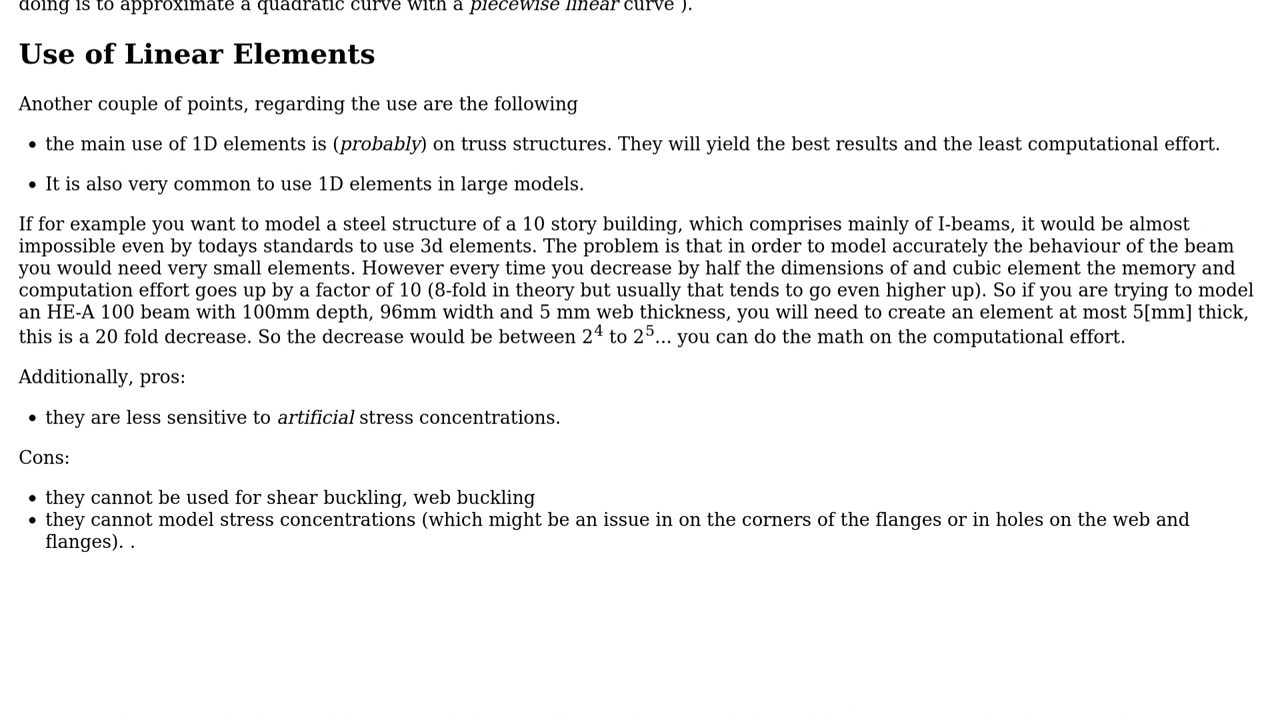 doing is to approximate a quadratic curve with a piecewise linear curve ).
Use of Linear Elements
Another couple of points, regarding the use are the following
• the main use of 1D elements is (probably) on truss structures. They will yield the best results and the least computational effort.
• It is also very common to use 1D elements in large models.
If for example you want to model a steel structure of a 10 story building, which comprises mainly of I-beams, it would be almost
impossible even by todays standards to use 3d elements. The problem is that in order to model accurately the behaviour of the beam
you would need very small elements. However every time you decrease by half the dimensions of and cubic element the memory and
computation effort goes up by a factor of 10 (8-fold in theory but usually that tends to go even higher up). So if you are trying to model
an HE-A 100 beam with 100mm depth, 96mm width and 5 mm web thickness, you will need to create an element at most 5[mm] thick,
this is a 20 fold decrease. So the decrease would be between 2⁴ to 2⁵... you can do the math on the computational effort.
Additionally, pros:
• they are less sensitive to artificial stress concentrations.
Cons:
• they cannot be used for shear buckling, web buckling
• they cannot model stress concentrations (which might be an issue in on the corners of the flanges or in holes on the web and
flanges). .